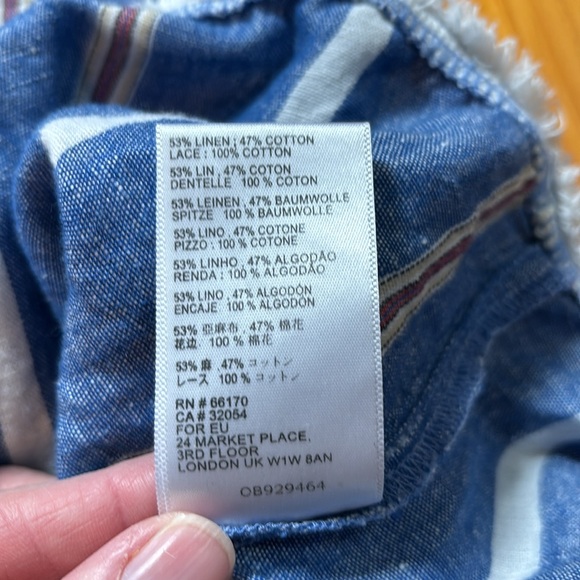 53% LINEN ; 47% COTTON
LACE : 100% COTTON
53% LIN , 47% COTON
DENTELLE 100 % COTON
53% LEINEN , 47% BAUMWOLLE
SPITZE 100 % BAUMWOLLE
53% LINO , 47% COTONE
PIZZO : 100 % COTONE
53% LINHO , 47% ALGODÃO
RENDA : 100 % ALGODÃO
53% LINO , 47% ALGODÓN
ENCAJE 100% ALGODÓN
53% 亞麻布 , 47% 棉花
花边 100 % 棉花
53% 麻 , 47% コットン
レース 100 % コットン
RN # 66170
CA # 32054
FOR EU
24 MARKET PLACE,
3RD FLOOR
LONDON UK W1W 8AN
OB929464